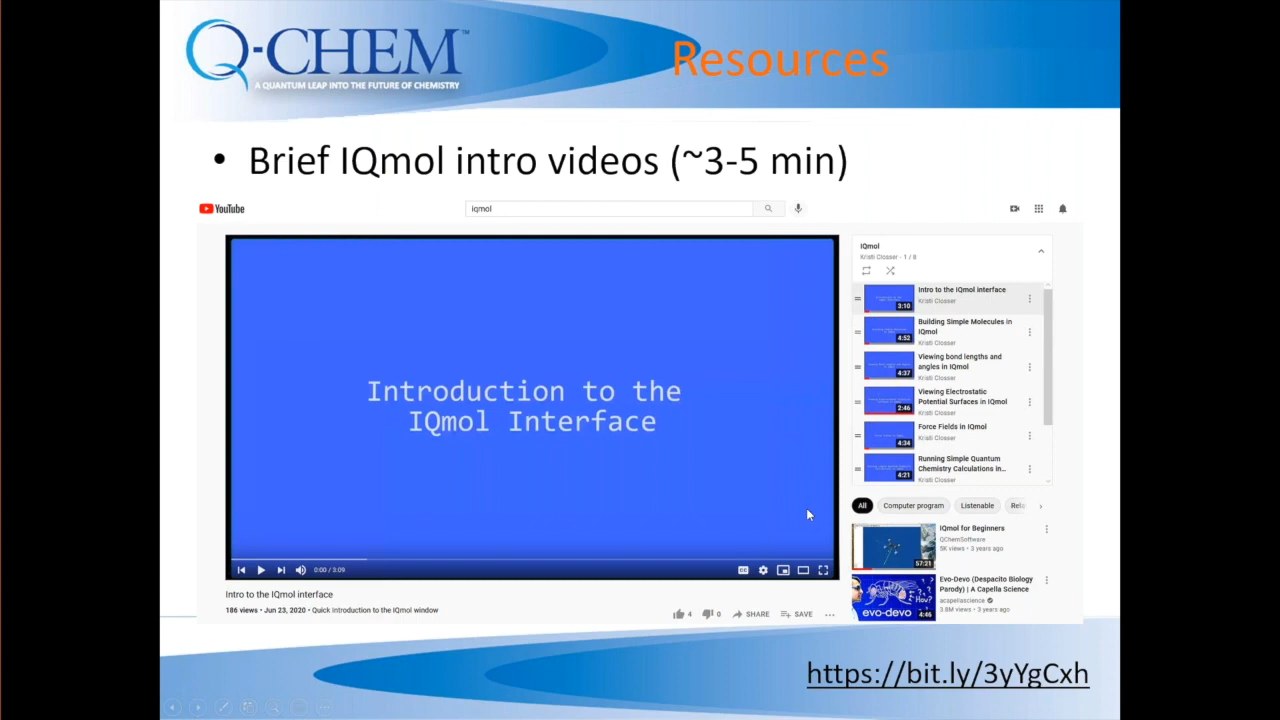 Q-CHEM™
A QUANTUM LEAP INTO THE FUTURE OF CHEMISTRY
Resources
• Brief IQmol intro videos (~3-5 min)
YouTube
iqmol
Introduction to the
IQmol Interface
0:00 / 3:09
Intro to the IQmol interface
186 views • Jun 23, 2020 • Quick Introduction to the IQmol window
4
0
SHARE
SAVE
IQmol
Kristi Closser - 1 / 8
3:10
Intro to the IQmol interface
Kristi Closser
4:52
Building Simple Molecules in
IQmol
Kristi Closser
4:37
Viewing bond lengths and
angles in IQmol
Kristi Closser
2:46
Viewing Electrostatic
Potential Surfaces in IQmol
Kristi Closser
4:34
Force Fields in IQmol
Kristi Closser
4:21
Running Simple Quantum
Chemistry Calculations in...
Kristi Closser
All
Computer program
Listenable
Rela
57:21
IQmol for Beginners
QChemSoftware
5K views • 3 years ago
How?
evo-devo
4:46
Evo-Devo (Despacito Biology
Parody) | A Capella Science
acapellascience
3.8M views • 3 years ago
https://bit.ly/3yYgCxh